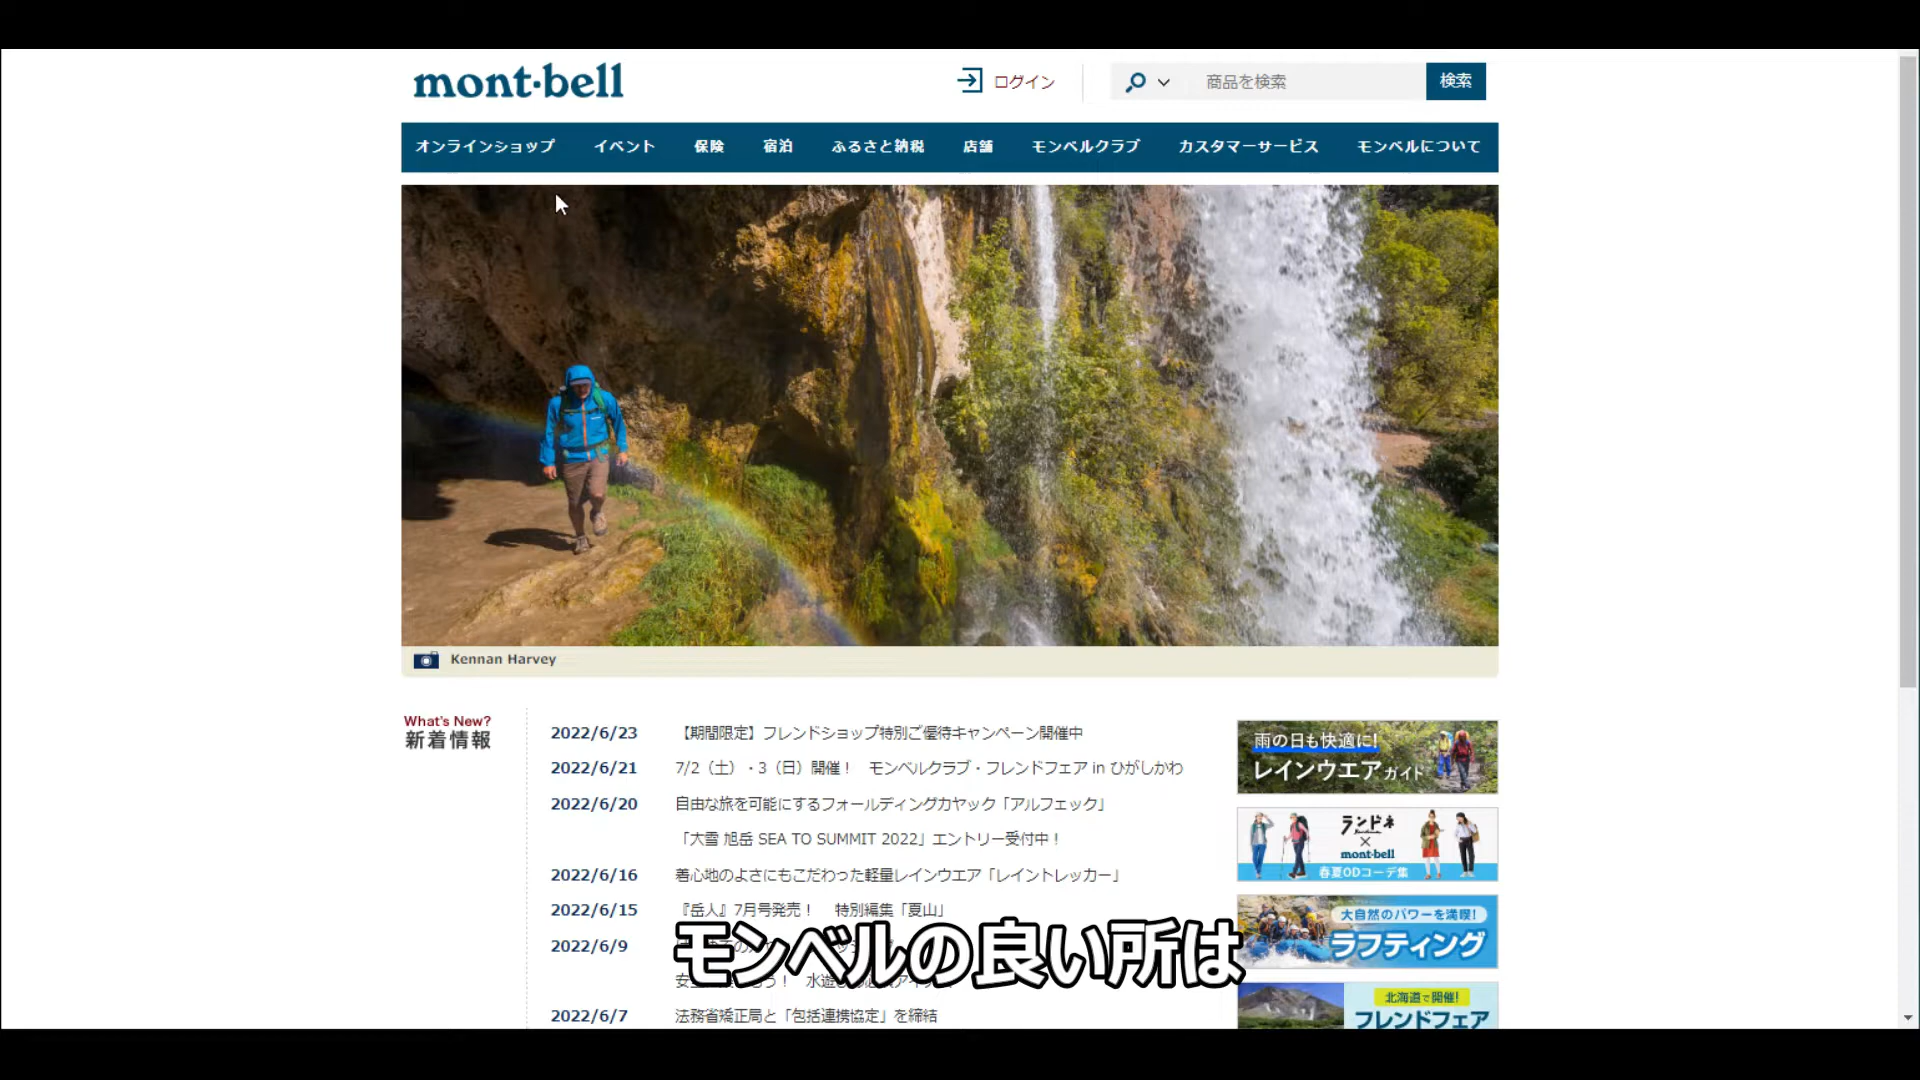 mont-bell
ログイン
商品を検索
検索
オンラインショップ
イベント
保険
宿泊
ふるさと納税
店舗
モンベルクラブ
カスタマーサービス
モンベルについて
Kennan Harvey
What's New?
新着情報
2022/6/23 【期間限定】フレンドショップ特別ご優待キャンペーン開催中
2022/6/21 7/2（土）・3（日）開催！ モンベルクラブ・フレンドフェア in ひがしかわ
2022/6/20 自由な旅を可能にするフォールディングカヤック「アルフェック」
「大雪 旭岳 SEA TO SUMMIT 2022」エントリー受付中！
2022/6/16 着心地のよさにもこだわった軽量レインウエア「レイントレッカー」
2022/6/15 『岳人』7月号発売！ 特別編集「夏山」
2022/6/9
2022/6/7 法務省矯正局と「包括連携協定」を締結
雨の日も快適に!
レインウエアガイド
ランドネ
×
mont-bell
春夏ODコーデ集
大自然のパワーを満喫!
ラフティング
北海道で開催!
フレンドフェア
モンベルの良い所は